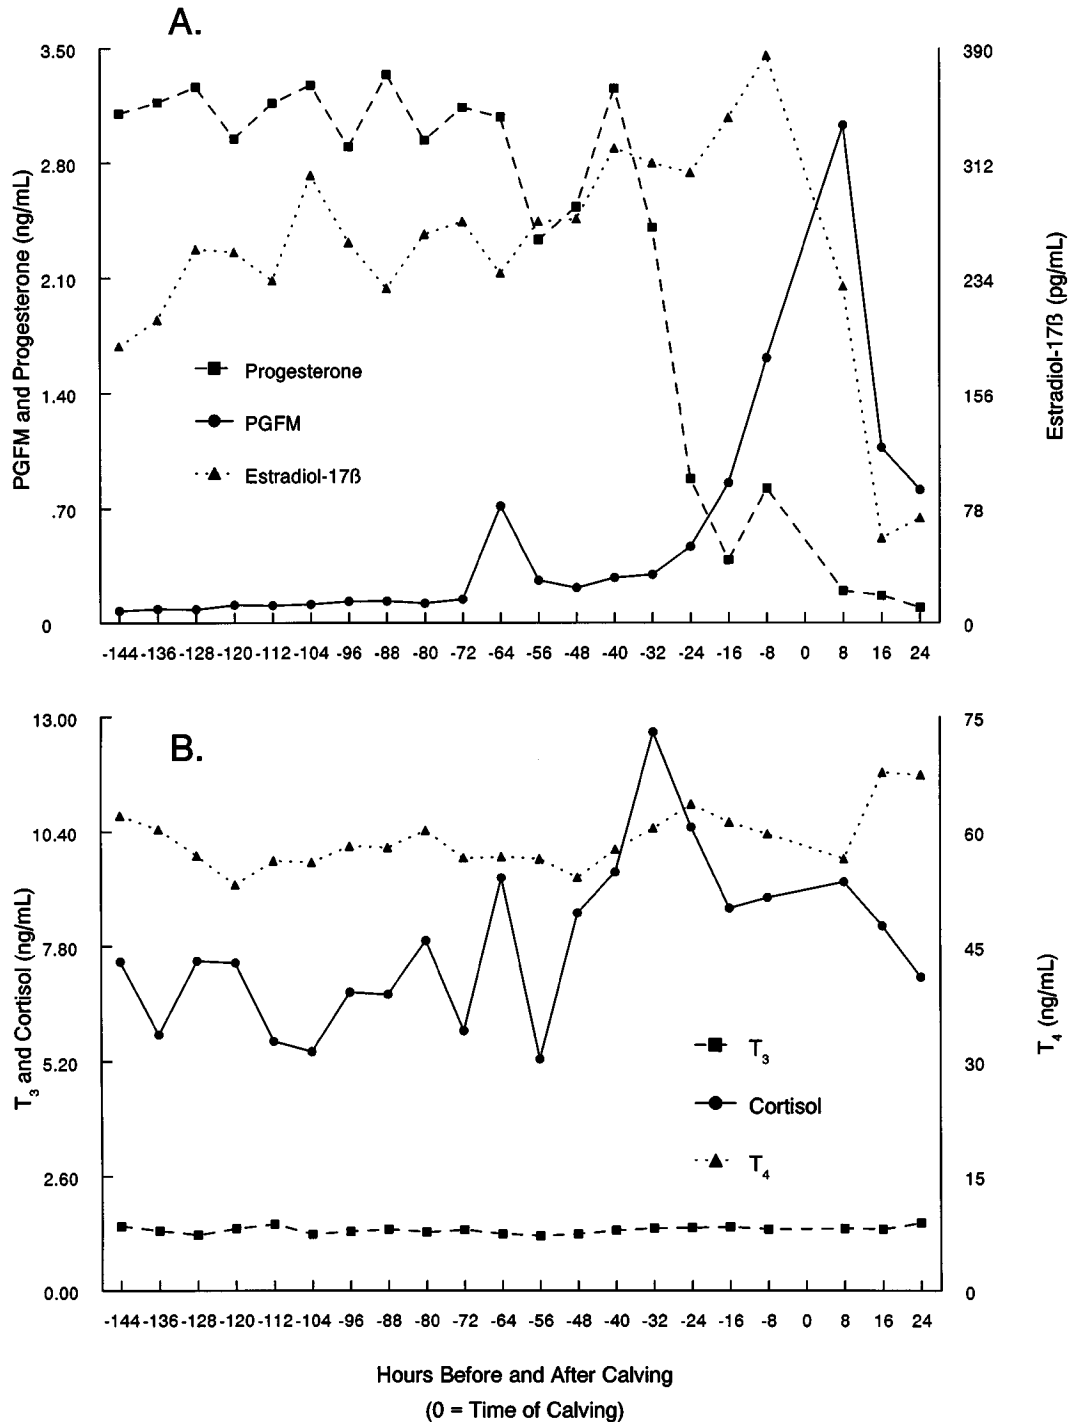 A.
3.50
2.80
2.10
1.40
.70
0
PGFM and Progesterone (ng/mL)
390
312
234
156
78
0
Estradiol-17ß (pg/mL)
Progesterone
PGFM
Estradiol-17ß
-144 -136 -128 -120 -112 -104 -96 -88 -80 -72 -64 -56 -48 -40 -32 -24 -16 -8 0 8 16 24
B.
13.00
10.40
7.80
5.20
2.60
0.00
T3 and Cortisol (ng/mL)
75
60
45
30
15
0
T4 (ng/mL)
T3
Cortisol
T4
-144 -136 -128 -120 -112 -104 -96 -88 -80 -72 -64 -56 -48 -40 -32 -24 -16 -8 0 8 16 24
Hours Before and After Calving
(0 = Time of Calving)